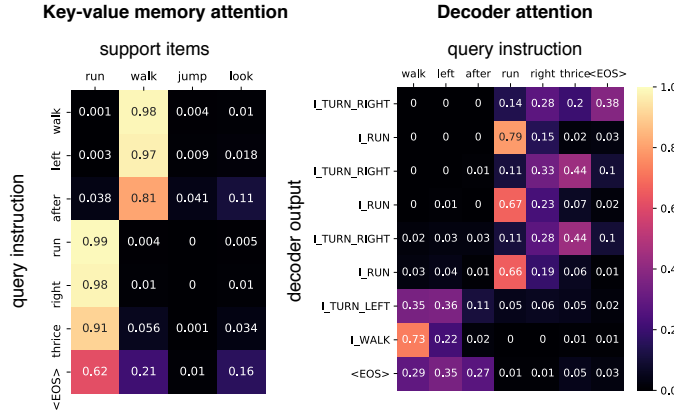 Key-value memory attention
support items
run walk jump look
walk 0.001 0.98 0.004 0.01
left 0.003 0.97 0.009 0.018
after 0.038 0.81 0.041 0.11
run 0.99 0.004 0 0.005
right 0.98 0.01 0 0.01
thrice 0.91 0.056 0.001 0.034
<EOS> 0.62 0.21 0.01 0.16
query instruction
Decoder attention
query instruction
walk left after run right thrice <EOS>
I_TURN_RIGHT 0 0 0 0.14 0.28 0.2 0.38
I_RUN 0 0 0 0.79 0.15 0.02 0.03
I_TURN_RIGHT 0 0 0.01 0.11 0.33 0.44 0.1
I_RUN 0 0.01 0 0.67 0.23 0.07 0.02
I_TURN_RIGHT 0.02 0.03 0.03 0.11 0.28 0.44 0.1
I_RUN 0.03 0.04 0.01 0.66 0.19 0.06 0.01
I_TURN_LEFT 0.35 0.36 0.11 0.05 0.06 0.05 0.02
I_WALK 0.73 0.22 0.02 0 0 0.01 0.01
<EOS> 0.29 0.35 0.27 0.01 0.01 0.05 0.03
decoder output
1.0
0.8
0.6
0.4
0.2
0.0